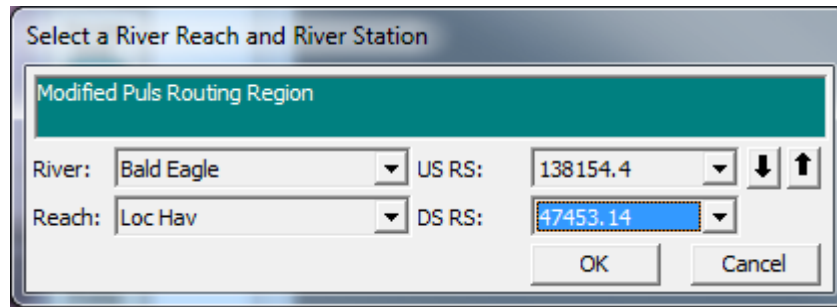 Select a River Reach and River Station
Modified Puls Routing Region
River: Bald Eagle US RS: 138154.4
Reach: Loc Hav DS RS: 47453.14
OK Cancel